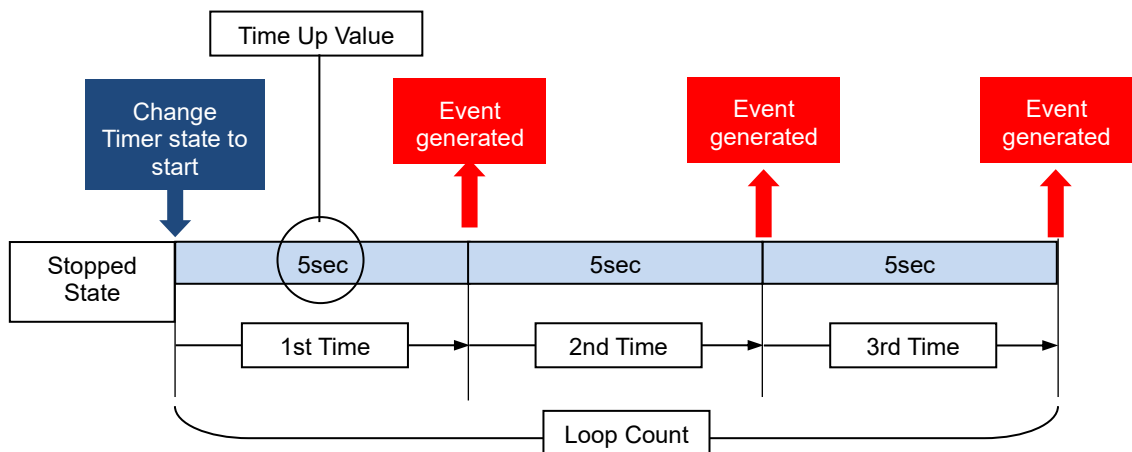 Time Up Value
Change
Timer state to
start
Event
generated
Event
generated
Event
generated
Stopped
State
5sec
5sec
5sec
1st Time
2nd Time
3rd Time
Loop Count